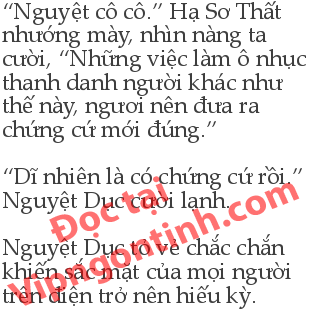 “Nguyệt cô cô.” Hạ Sơ Thất
nhướng mày, nhìn nàng ta
cười, “Những việc làm ô nhục
thanh danh người khác như
thế này, ngươi nên đưa ra
chứng cứ mới đúng.”
“Dĩ nhiên là có chứng cứ rồi.”
Nguyệt Dục cười lạnh.
Nguyệt Dục tỏ vẻ chắc chắn
khiến sắc mặt của mọi người
trên điện trở nên hiếu kỳ.
Đọc tại
Vipngontinh.com